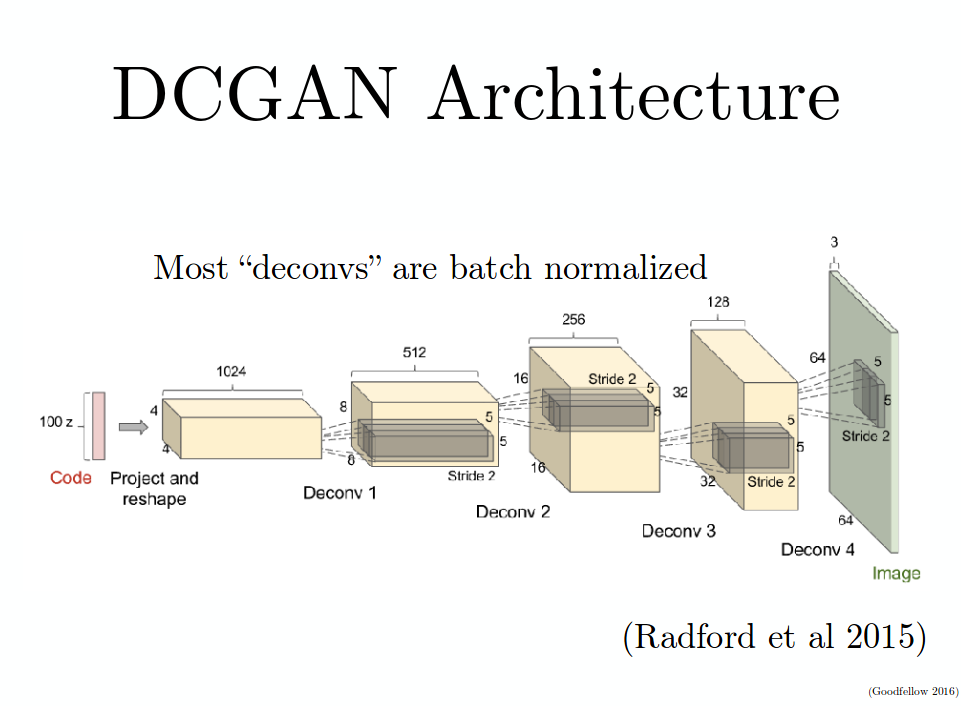 DCGAN Architecture
Most “deconvs” are batch normalized
3
128
256
512
1024
64
16
Stride 2
5
5
32
5
5
8
4
100 z
5
5
5
5
Stride 2
4
8
16
32
Stride 2
Stride 2
Code
Project and
reshape
Deconv 1
Deconv 2
Deconv 3
64
Deconv 4
Image
(Radford et al 2015)
(Goodfellow 2016)